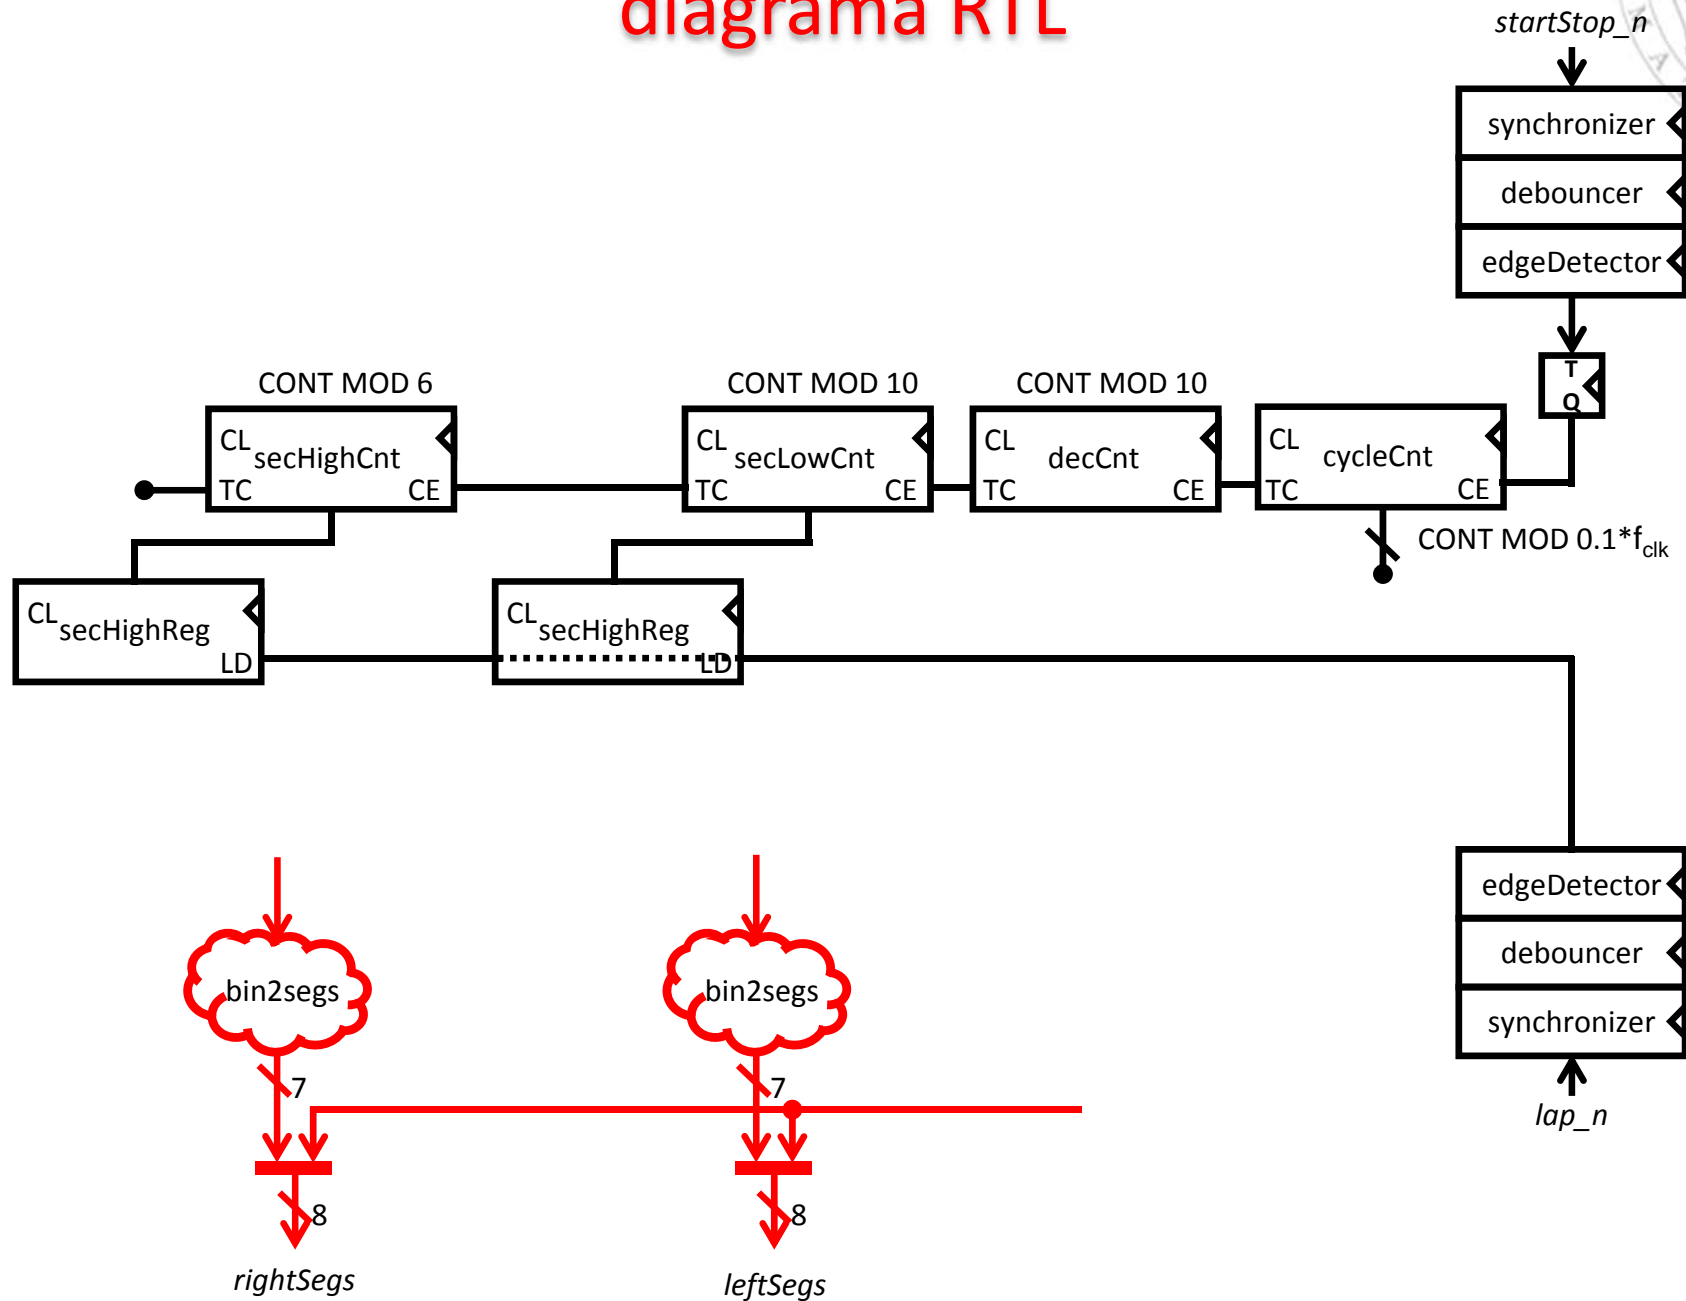 diagrama RTL
startStop_n
synchronizer
debouncer
edgeDetector
T
Q
CONT MOD 6
CONT MOD 10
CONT MOD 10
CL
secHighCnt
TC
CE
CL
secLowCnt
TC
CE
CL
decCnt
TC
CE
CL
cycleCnt
TC
CE
CONT MOD 0.1*fclk
CL
secHighReg
LD
CL
secHighReg
LD
edgeDetector
debouncer
synchronizer
lap_n
bin2segs
bin2segs
7
7
8
8
rightSegs
leftSegs